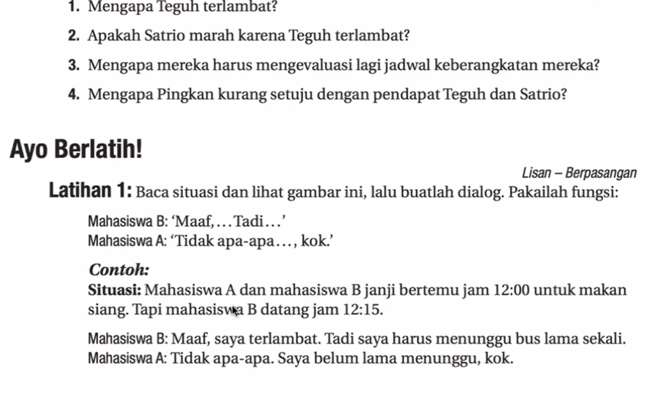 1. Mengapa Teguh terlambat?
2. Apakah Satrio marah karena Teguh terlambat?
3. Mengapa mereka harus mengevaluasi lagi jadwal keberangkatan mereka?
4. Mengapa Pingkan kurang setuju dengan pendapat Teguh dan Satrio?
Ayo Berlatih!
Lisan – Berpasangan
Latihan 1: Baca situasi dan lihat gambar ini, lalu buatlah dialog. Pakailah fungsi:
Mahasiswa B: ‘Maaf,…Tadi…’
Mahasiswa A: ‘Tidak apa-apa…, kok.’
Contoh:
Situasi: Mahasiswa A dan mahasiswa B janji bertemu jam 12:00 untuk makan
siang. Tapi mahasiswa B datang jam 12:15.
Mahasiswa B: Maaf, saya terlambat. Tadi saya harus menunggu bus lama sekali.
Mahasiswa A: Tidak apa-apa. Saya belum lama menunggu, kok.